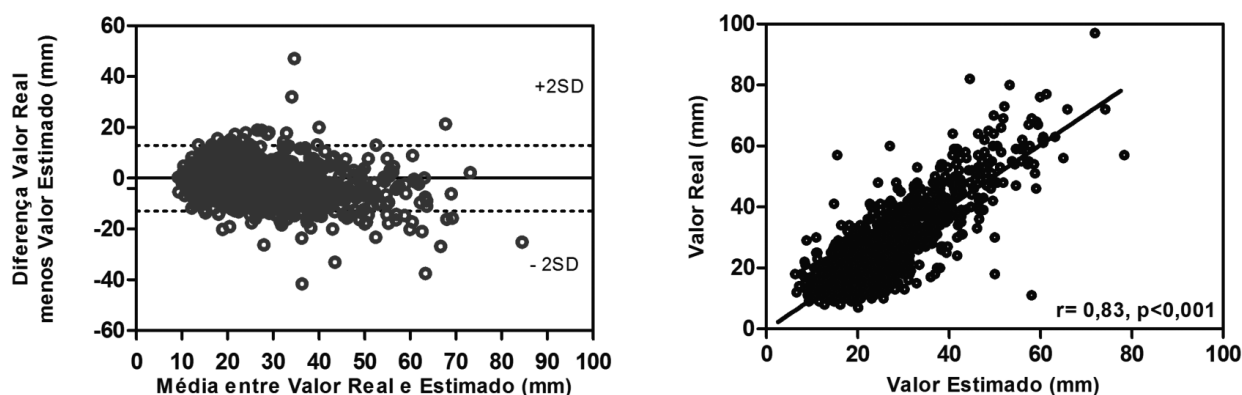 Diferença Valor Real
menos Valor Estimado (mm)
60
40
20
0
-20
-40
-60
+2SD
- 2SD
0 10 20 30 40 50 60 70 80 90 100
Média entre Valor Real e Estimado (mm)
Valor Real (mm)
100
80
60
40
20
0
r= 0,83, p<0,001
0 20 40 60 80 100
Valor Estimado (mm)